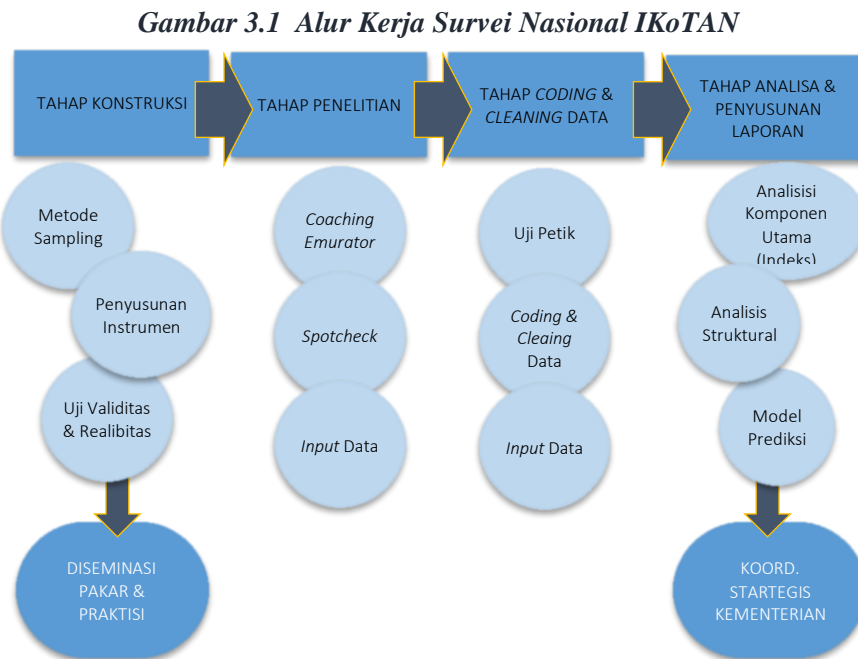 Gambar 3.1 Alur Kerja Survei Nasional IKoTAN
TAHAP KONSTRUKSI
TAHAP PENELITIAN
TAHAP CODING &
CLEANING DATA
TAHAP ANALISA &
PENYUSUNAN
LAPORAN
Metode
Sampling
Penyusunan
Instrumen
Uji Validitas
& Realibitas
DISEMINASI
PAKAR &
PRAKTISI
Coaching
Emurator
Spotcheck
Input Data
Uji Petik
Coding &
Cleaing
Data
Input Data
Analisisi
Komponen
Utama
(Indeks)
Analisis
Struktural
Model
Prediksi
KOORD.
STARTEGIS
KEMENTERIAN